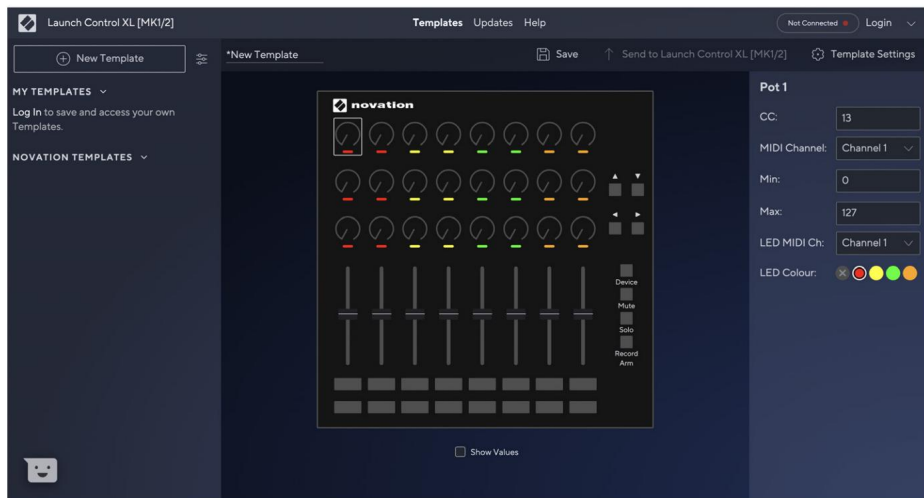 Launch Control XL [MK1/2]
Templates Updates Help
Not Connected
Login
New Template
*New Template
Save
Send to Launch Control XL [MK1/2]
Template Settings
MY TEMPLATES
Log In to save and access your own
Templates.
NOVATION TEMPLATES
novation
Device
Mute
Solo
Record
Arm
Show Values
Pot 1
CC: 13
MIDI Channel: Channel 1
Min: 0
Max: 127
LED MIDI Ch: Channel 1
LED Colour: